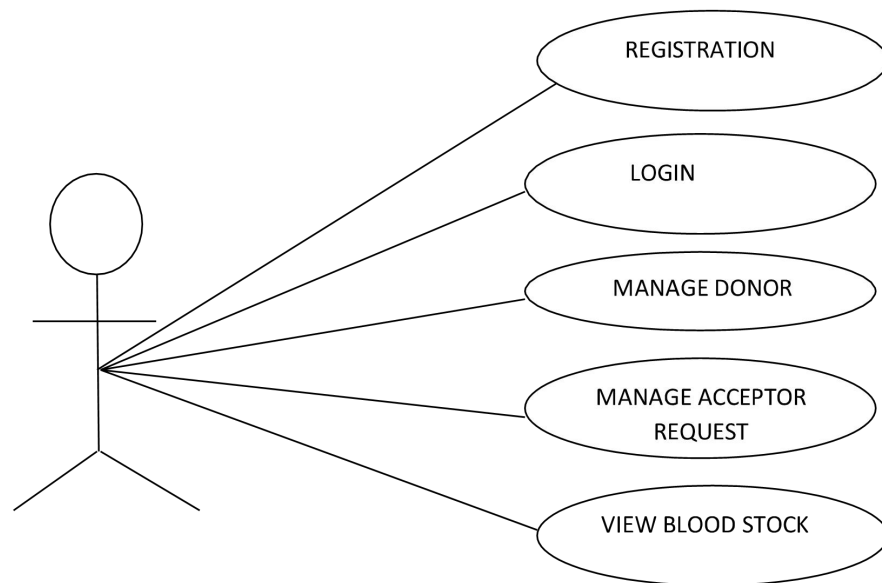 REGISTRATION
LOGIN
MANAGE DONOR
MANAGE ACCEPTOR
REQUEST
VIEW BLOOD STOCK